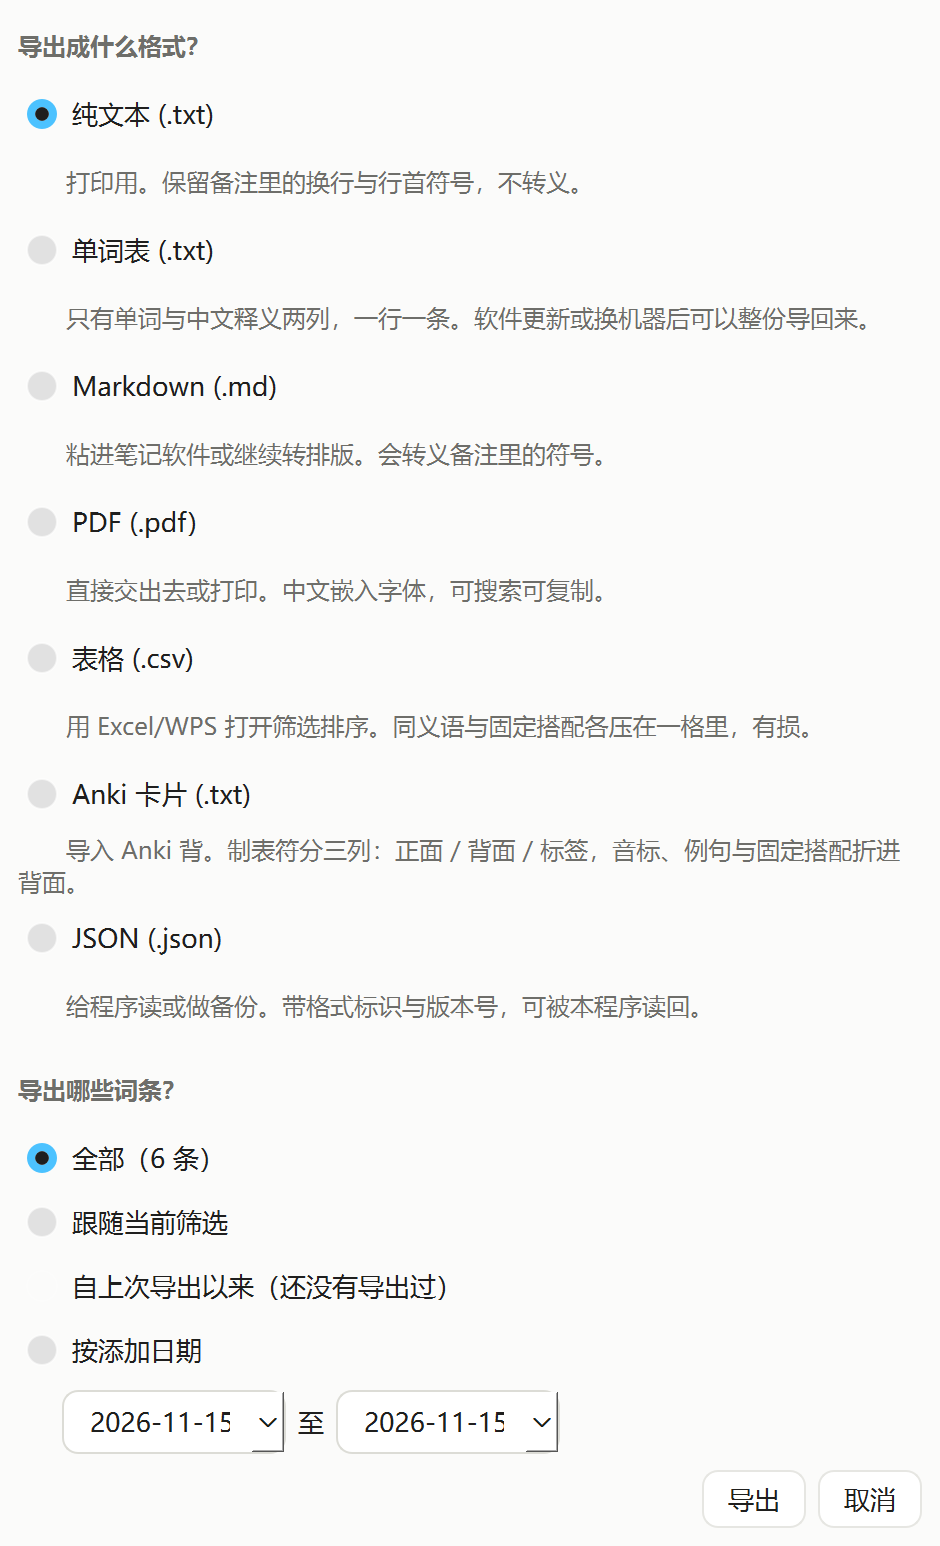 导出成什么格式？
纯文本 (.txt)
打印用。保留备注里的换行与行首符号，不转义。
单词表 (.txt)
只有单词与中文释义两列，一行一条。软件更新或换机器后可以整份导回来。
Markdown (.md)
粘进笔记软件或继续转排版。会转义备注里的符号。
PDF (.pdf)
直接交出去或打印。中文嵌入字体，可搜索可复制。
表格 (.csv)
用 Excel/WPS 打开筛选排序。同义语与固定搭配各压在一格里，有损。
Anki 卡片 (.txt)
导入 Anki 背。制表符分三列：正面 / 背面 / 标签，音标、例句与固定搭配折进
背面。
JSON (.json)
给程序读或做备份。带格式标识与版本号，可被本程序读回。
导出哪些词条？
全部（6 条）
跟随当前筛选
自上次导出以来（还没有导出过）
按添加日期
2026-11-15 至 2026-11-15
导出 取消